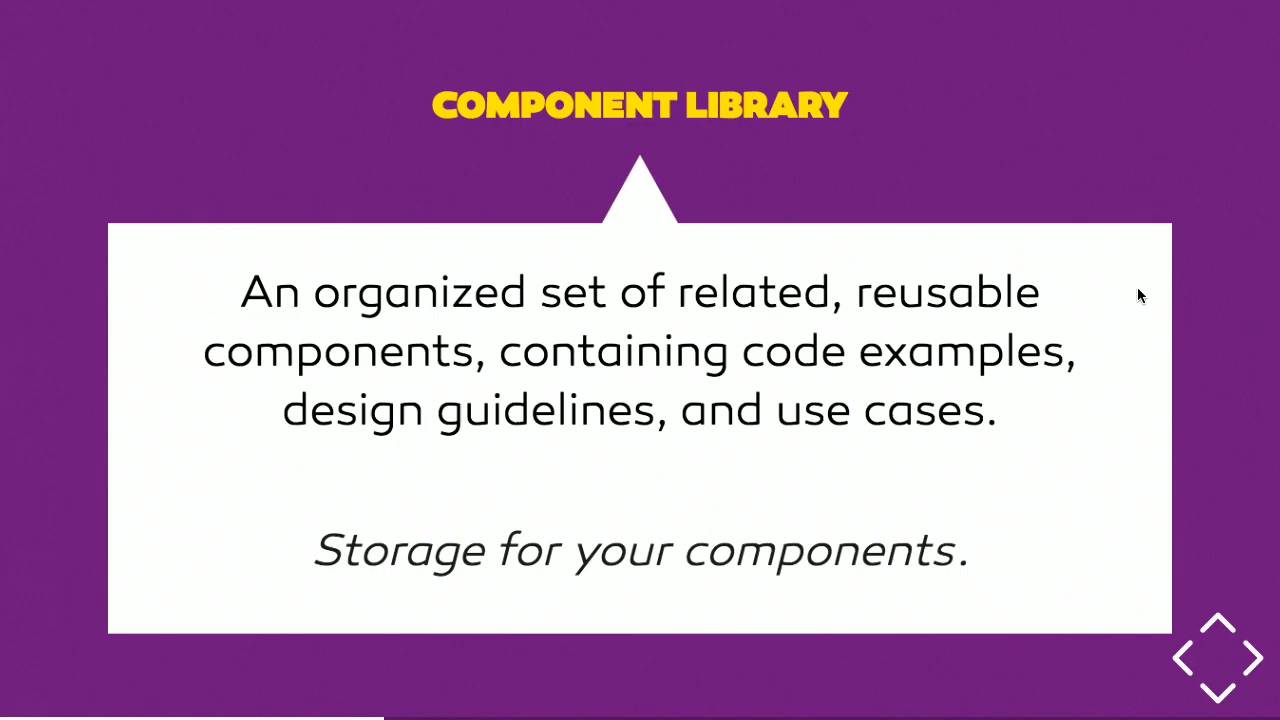 COMPONENT LIBRARY
An organized set of related, reusable
components, containing code examples,
design guidelines, and use cases.
Storage for your components.